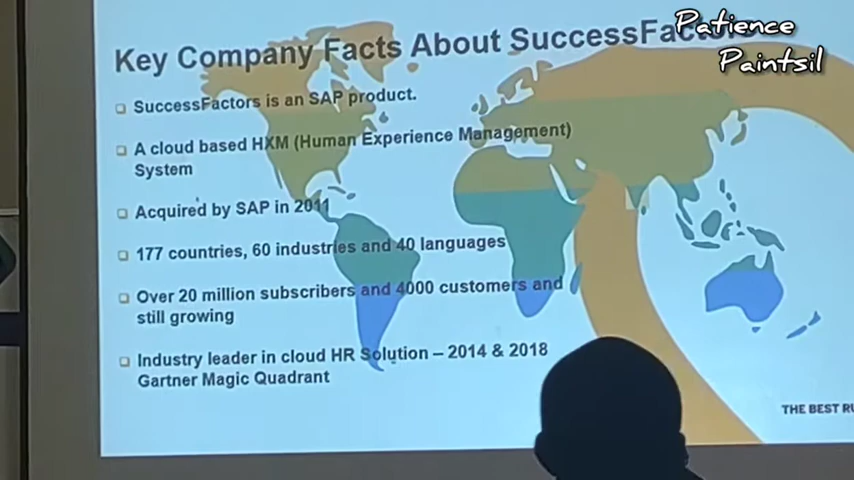 Patience
Paintsil
Key Company Facts About SuccessFactors
SuccessFactors is an SAP product.
A cloud based HXM (Human Experience Management)
System
Acquired by SAP in 2011
177 countries, 60 industries and 40 languages
Over 20 million subscribers and 4000 customers and
still growing
Industry leader in cloud HR Solution – 2014 & 2018
Gartner Magic Quadrant
THE BEST